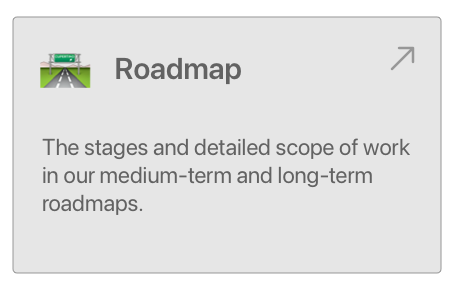 Roadmap
The stages and detailed scope of work
in our medium-term and long-term
roadmaps.